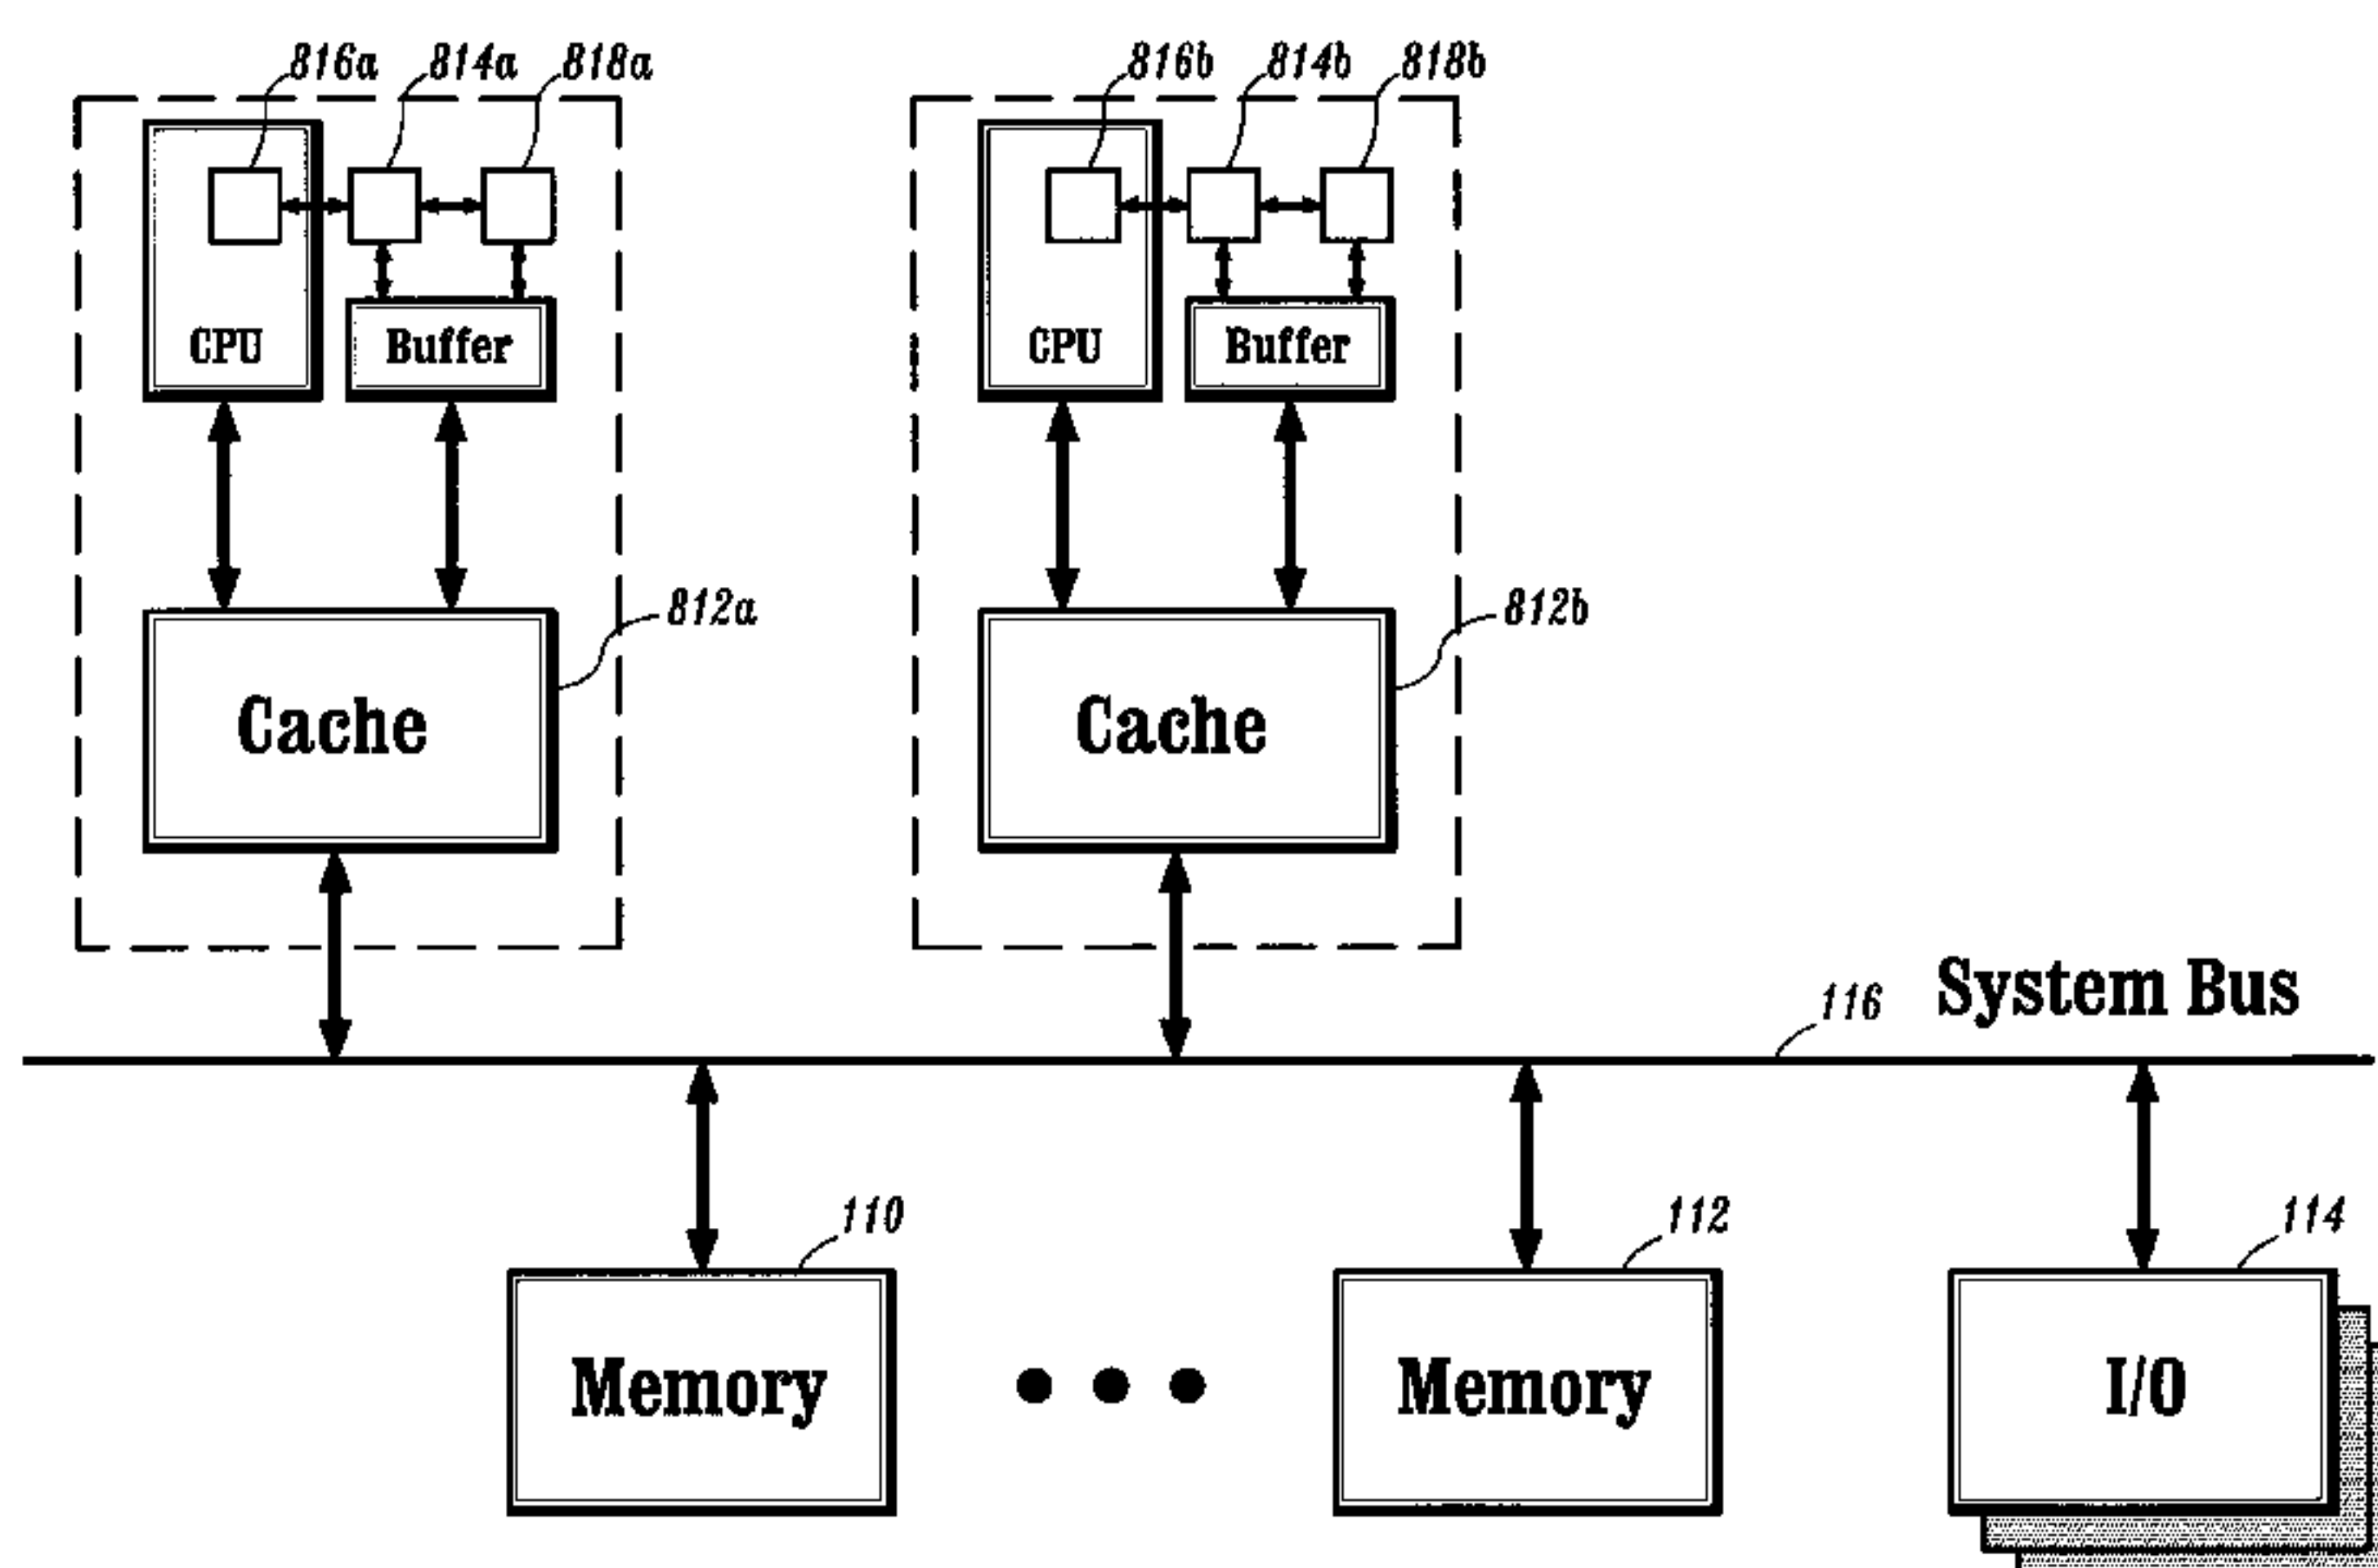 816a 814a 818a 816b 814b 818b
CPU Buffer CPU Buffer
812a 812b
Cache Cache
116 System Bus
110 112 114
Memory Memory I/O